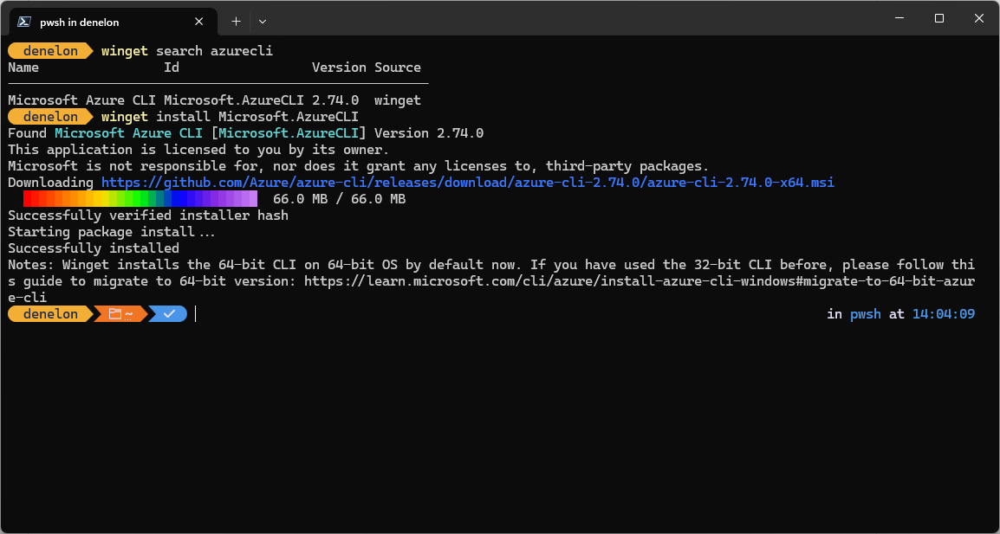 pwsh in denelon
denelon winget search azurecli
Name Id Version Source
Microsoft Azure CLI Microsoft.AzureCLI 2.74.0 winget
denelon winget install Microsoft.AzureCLI
Found Microsoft Azure CLI [Microsoft.AzureCLI] Version 2.74.0
This application is licensed to you by its owner.
Microsoft is not responsible for, nor does it grant any licenses to, third-party packages.
Downloading https://github.com/Azure/azure-cli/releases/download/azure-cli-2.74.0/azure-cli-2.74.0-x64.msi
66.0 MB / 66.0 MB
Successfully verified installer hash
Starting package install...
Successfully installed
Notes: Winget installs the 64-bit CLI on 64-bit OS by default now. If you have used the 32-bit CLI before, please follow thi
s guide to migrate to 64-bit version: https://learn.microsoft.com/cli/azure/install-azure-cli-windows#migrate-to-64-bit-azur
e-cli
denelon ~ in pwsh at 14:04:09